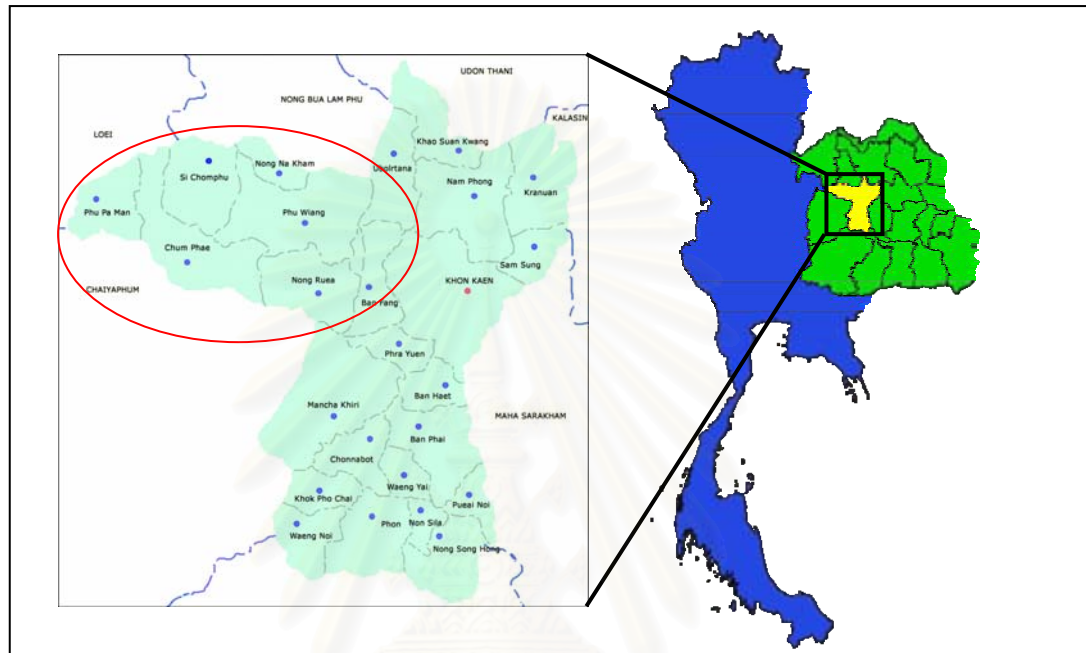 UDON THANI
NONG BUA LAM PHU
KALASIN
LOEI
Khao Suan Kwang
Si Chomphu
Nong Na Kham
Ubolrtana
Nam Phong
Kranuan
Phu Pa Man
Phu Wiang
Chum Phae
Sam Sung
Nong Ruea
KHON KAEN
CHAIYAPHUM
Ban Fang
Phra Yuen
Ban Haet
Mancha Khiri
MAHA SARAKHAM
Ban Phai
Chonnabot
Waeng Yai
Khok Pho Chai
Pueai Noi
Waeng Noi
Phon
Non Sila
Nong Song Hong